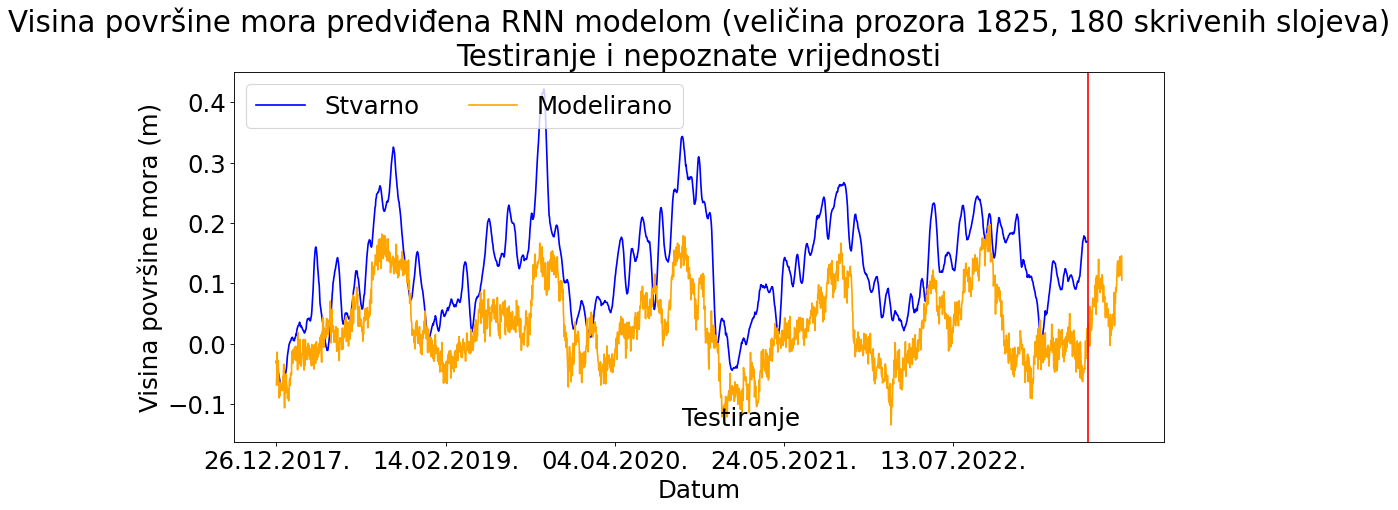 Visina površine mora predviđena RNN modelom (veličina prozora 1825, 180 skrivenih slojeva)
Testiranje i nepoznate vrijednosti
Stvarno
Modelirano
Visina površine mora (m)
0.4
0.3
0.2
0.1
0.0
−0.1
Testiranje
26.12.2017.
14.02.2019.
04.04.2020.
24.05.2021.
13.07.2022.
Datum